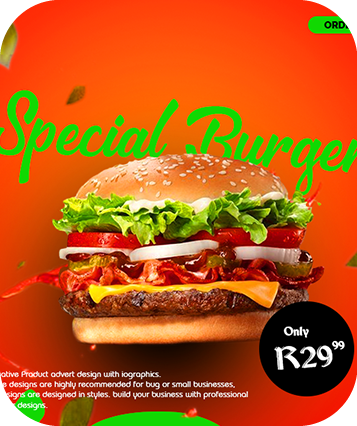 ORD
Special Burger
Only
R29⁹⁹
ative Product advert design with iographics.
e designs are highly recommended for bug or small businesses,
signs are designed in styles. build your business with professional
designs.